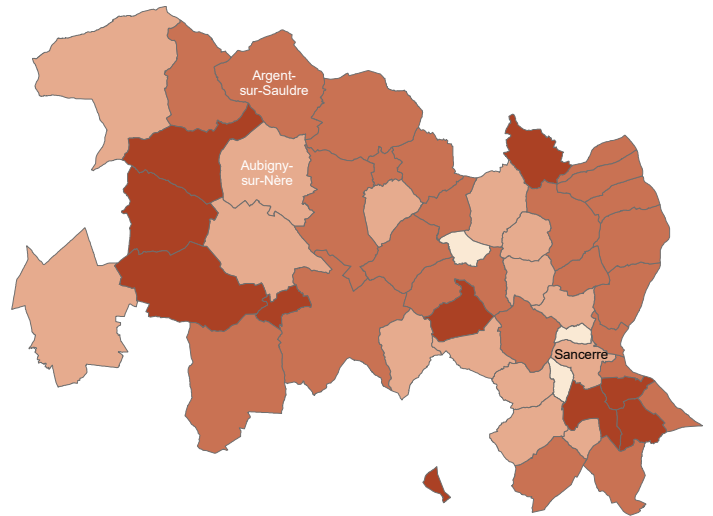 Argent-
sur-Sauldre
Aubigny-
sur-Nère
Sancerre